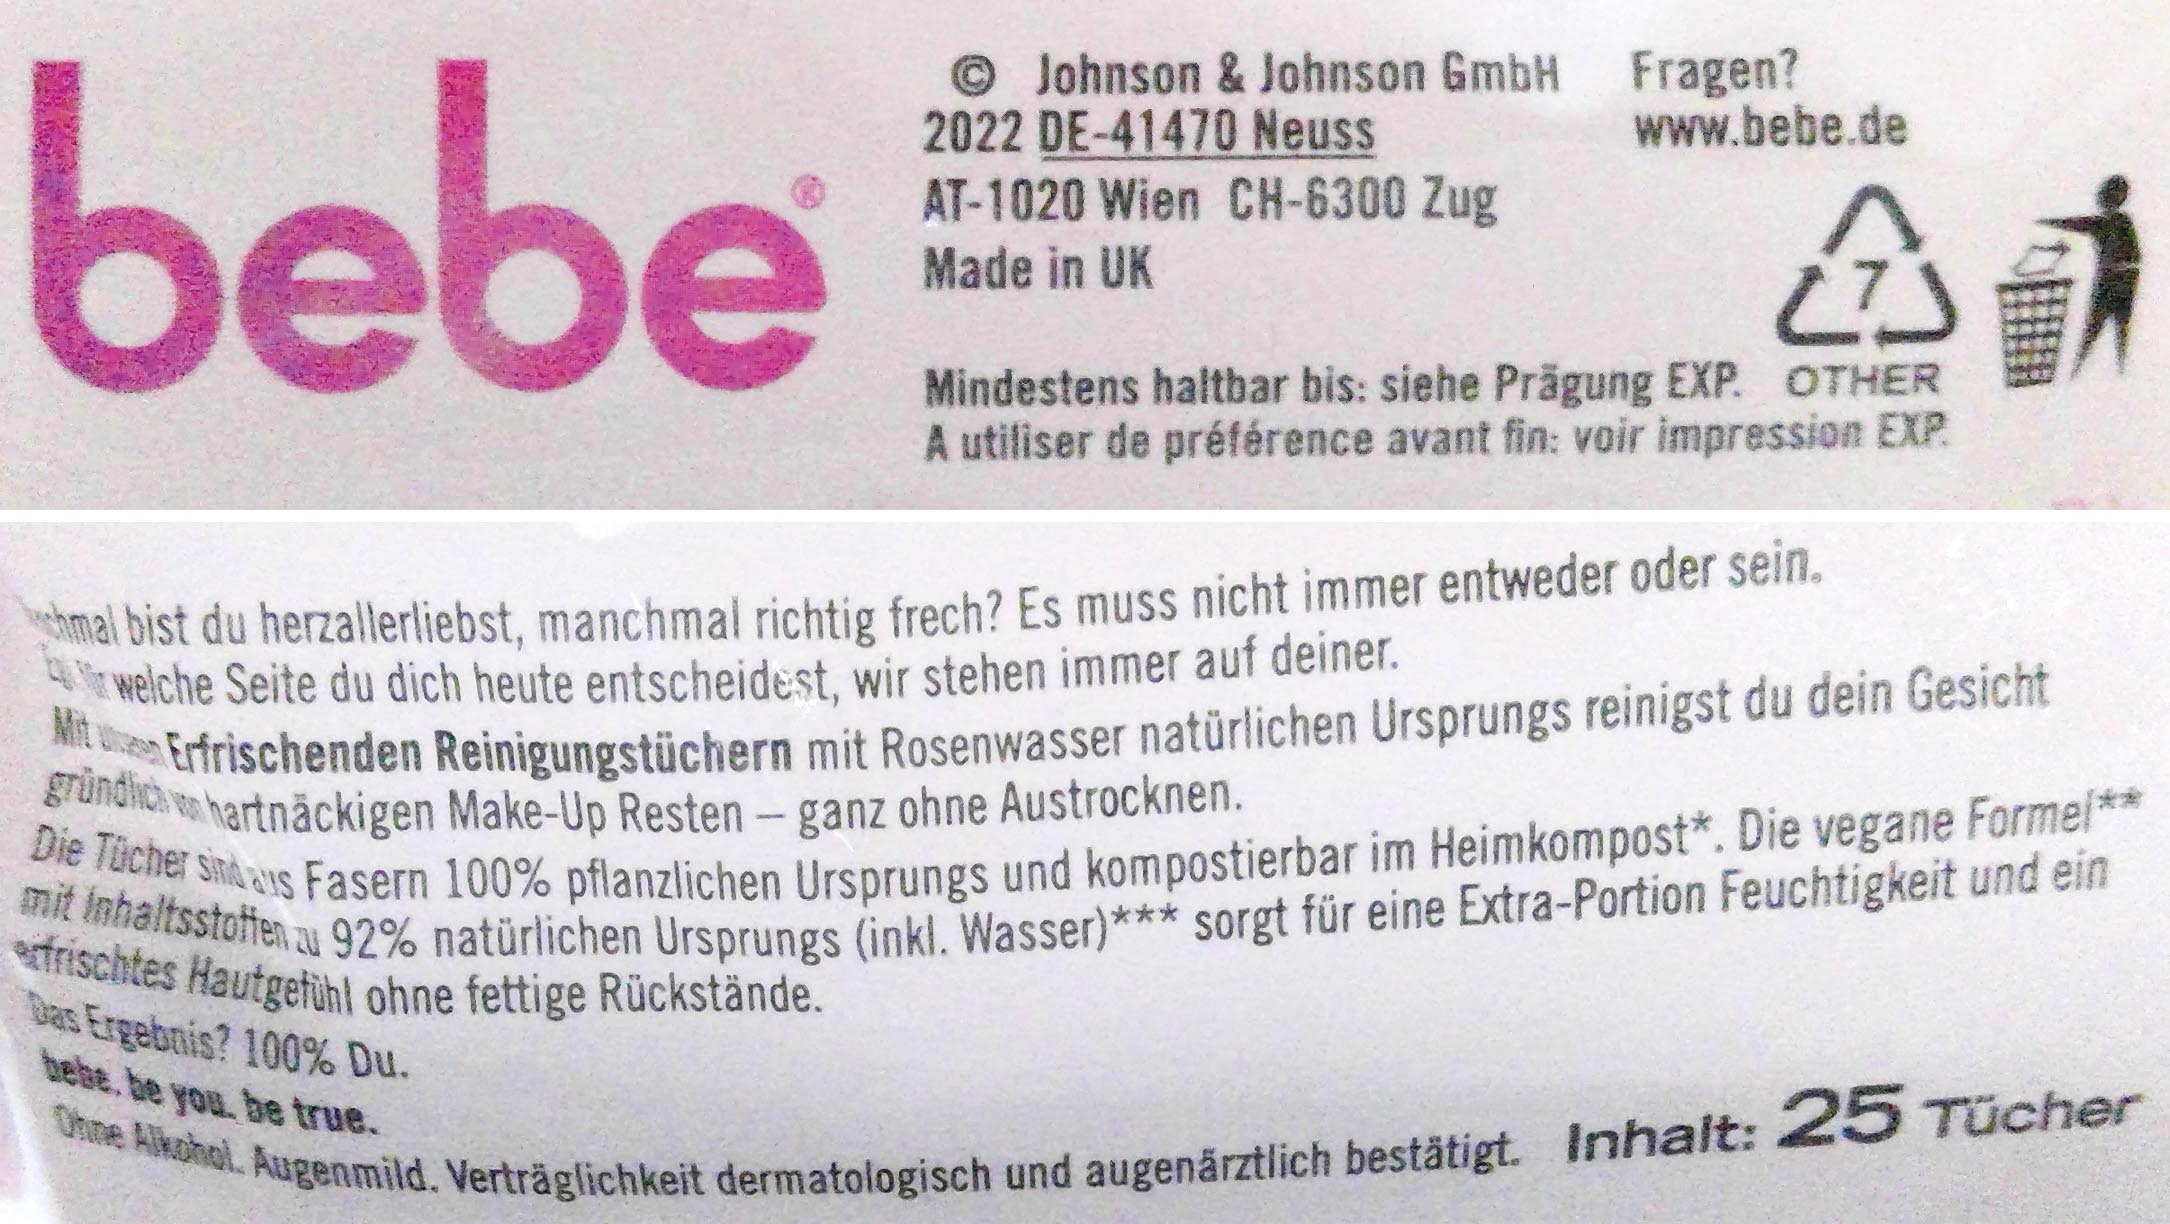 bebe®
© Johnson & Johnson GmbH
2022 DE-41470 Neuss
AT-1020 Wien CH-6300 Zug
Made in UK
Fragen?
www.bebe.de
7
OTHER
Mindestens haltbar bis: siehe Prägung EXP.
A utiliser de préférence avant fin: voir impression EXP.
bist du herzallerliebst, manchmal richtig frech? Es muss nicht immer entweder oder sein.
für welche Seite du dich heute entscheidest, wir stehen immer auf deiner.
Mit unseren Erfrischenden Reinigungstüchern mit Rosenwasser natürlichen Ursprungs reinigst du dein Gesicht
gründlich von hartnäckigen Make-Up Resten – ganz ohne Austrocknen.
Die Tücher sind aus Fasern 100% pflanzlichen Ursprungs und kompostierbar im Heimkompost*. Die vegane Formel**
mit Inhaltsstoffen zu 92% natürlichen Ursprungs (inkl. Wasser)*** sorgt für eine Extra-Portion Feuchtigkeit und ein
erfrischtes Hautgefühl ohne fettige Rückstände.
Das Ergebnis? 100% Du.
bebe. be you. be true.
Ohne Alkohol. Augenmild. Verträglichkeit dermatologisch und augenärztlich bestätigt.
Inhalt: 25 Tücher